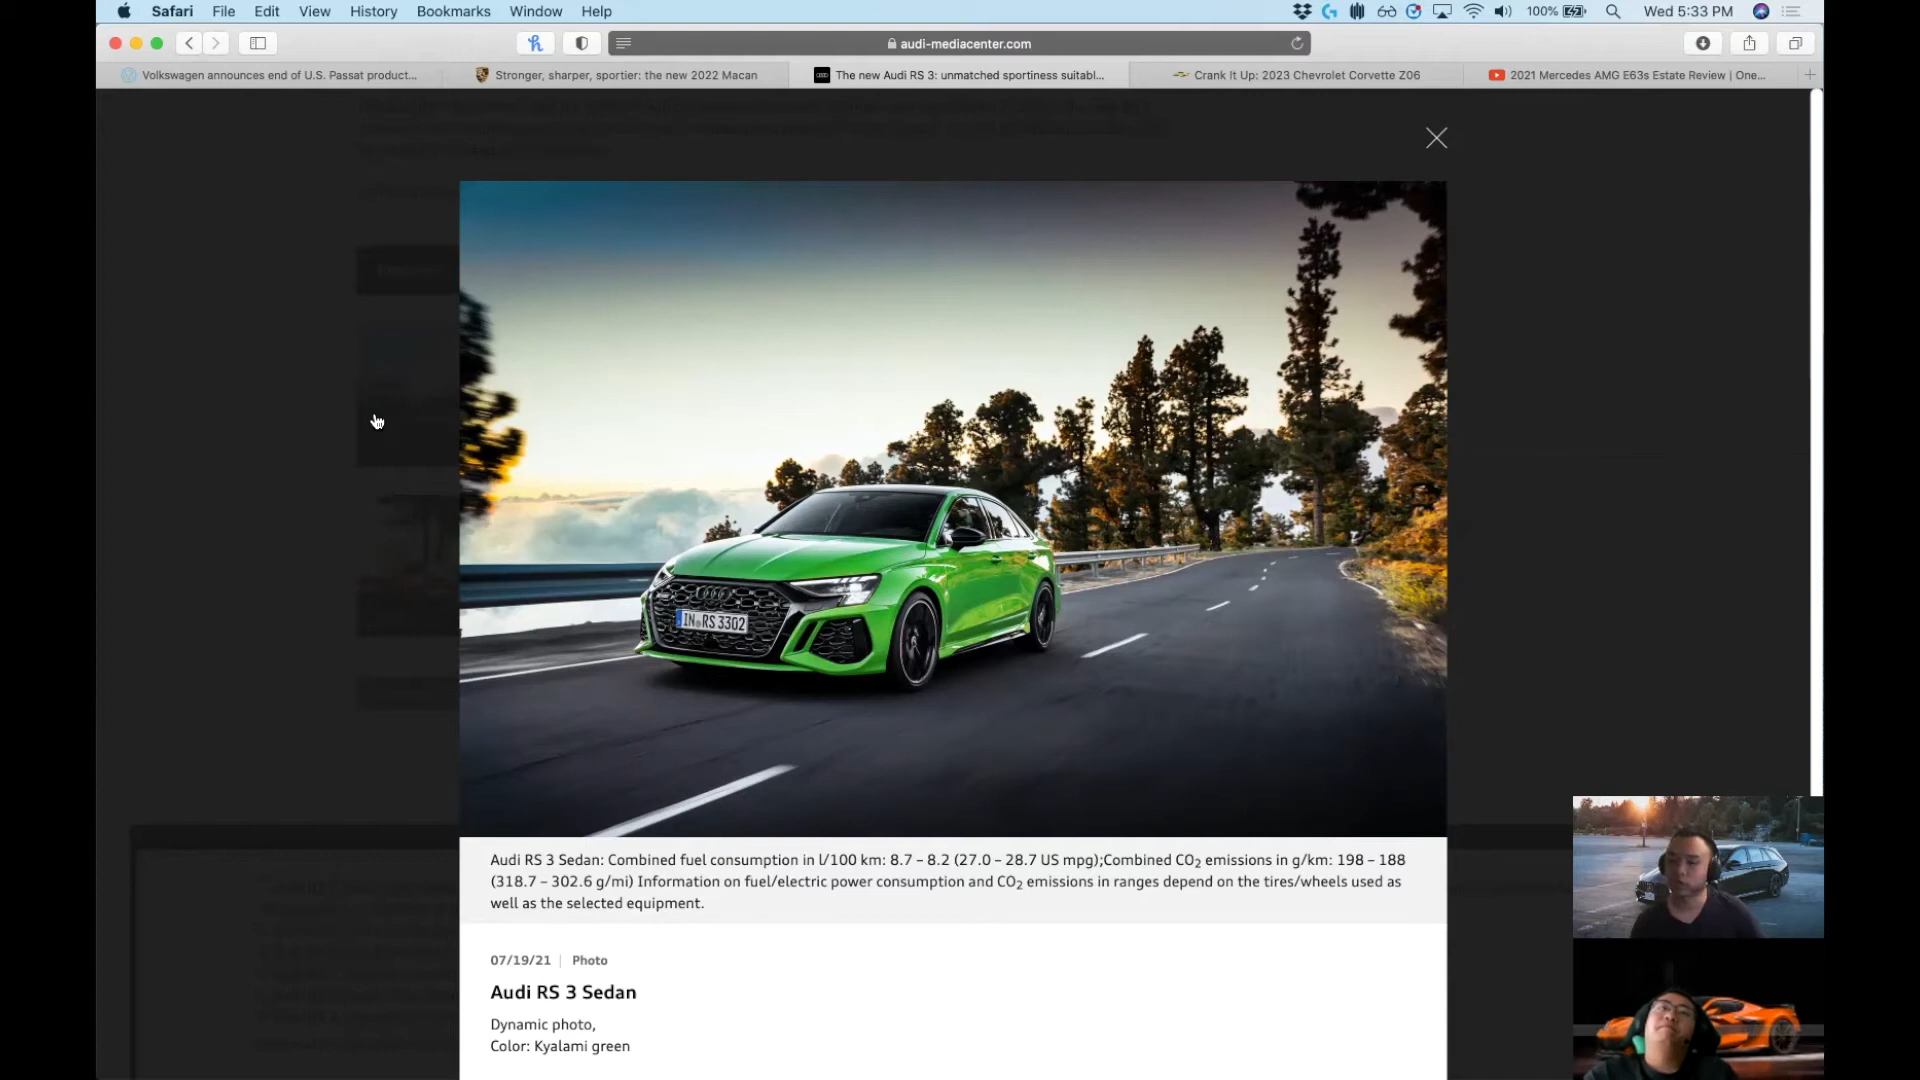 Safari File Edit View History Bookmarks Window Help 100% Wed 5:33 PM
audi-mediacenter.com
Volkswagen announces end of U.S. Passat product... Stronger, sharper, sportier: the new 2022 Macan The new Audi RS 3: unmatched sportiness suitabl... Crank It Up: 2023 Chevrolet Corvette Z06 2021 Mercedes AMG E63s Estate Review | One...
IN RS 3302
Audi RS 3 Sedan: Combined fuel consumption in l/100 km: 8.7 – 8.2 (27.0 – 28.7 US mpg);Combined CO₂ emissions in g/km: 198 – 188
(318.7 – 302.6 g/mi) Information on fuel/electric power consumption and CO₂ emissions in ranges depend on the tires/wheels used as
well as the selected equipment.
07/19/21 | Photo
Audi RS 3 Sedan
Dynamic photo,
Color: Kyalami green